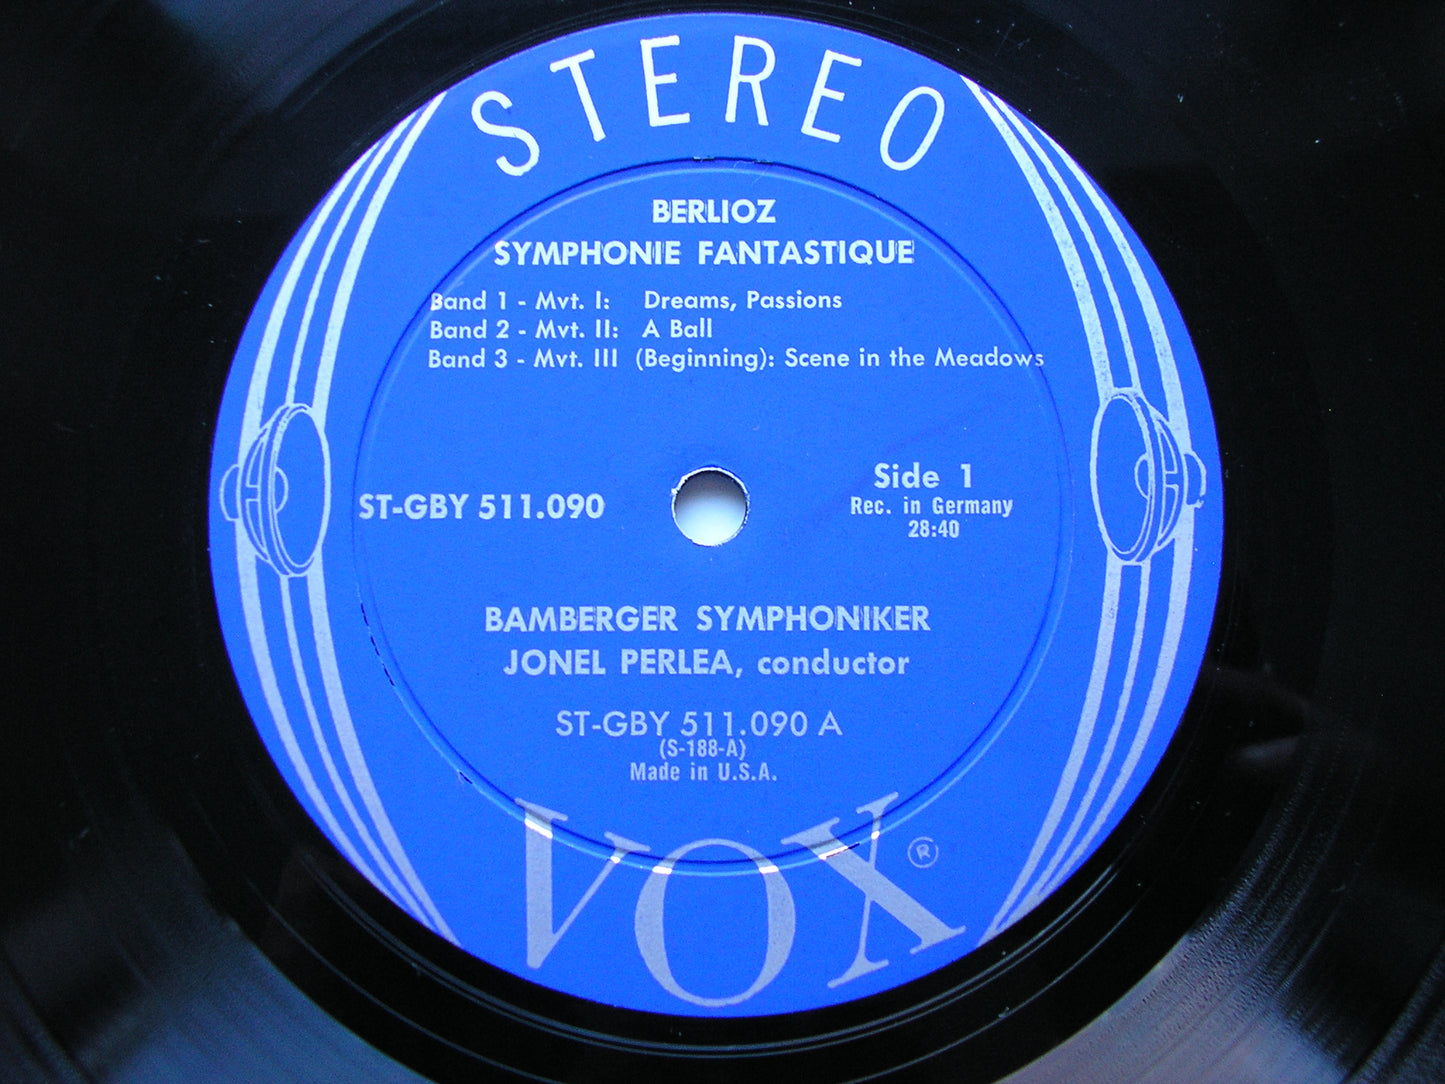 STEREO
BERLIOZ
SYMPHONIE FANTASTIQUE
Band 1 - Mvt. I: Dreams, Passions
Band 2 - Mvt. II: A Ball
Band 3 - Mvt. III (Beginning): Scene in the Meadows
ST-GBY 511.090
Side 1
Rec. in Germany
28:40
BAMBERGER SYMPHONIKER
JONEL PERLEA, conductor
ST-GBY 511.090 A
(S-188-A)
Made in U.S.A.
VOX ®